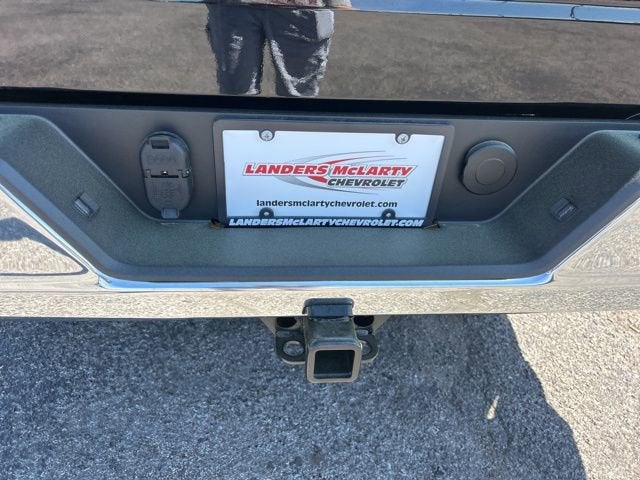 LANDERS McLARTY
CHEVROLET
landersmclartychevrolet.com
LANDERSMCLARTYCHEVROLET.COM